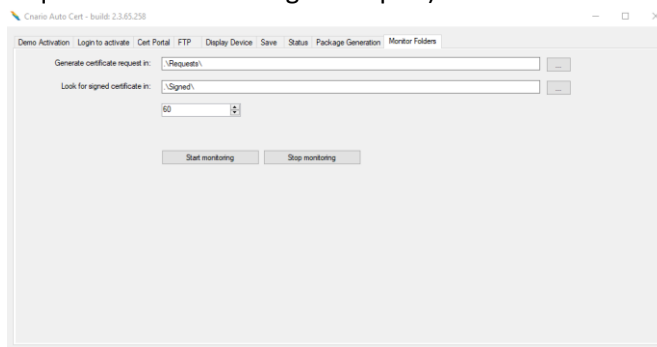 Cnario Auto Cert - build: 2.3.65.258
Demo Activation Login to activate Cert Portal FTP Display Device Save Status Package Generation Monitor Folders
Generate certificate request in: .\Requests\ ...
Look for signed certificate in: .\Signed\ ...
60
Start monitoring Stop monitoring